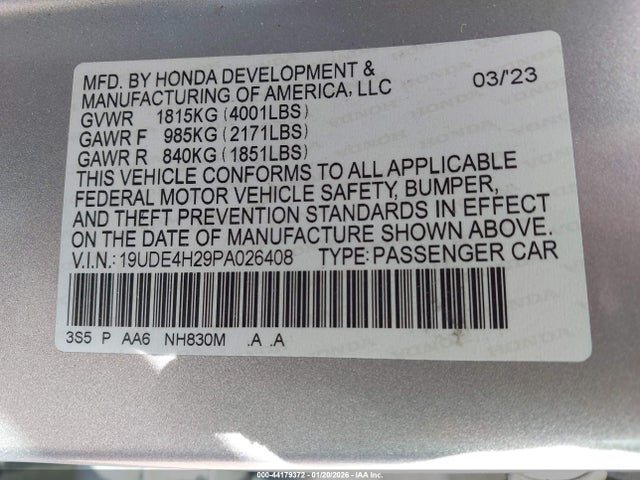 MFD. BY HONDA DEVELOPMENT &
MANUFACTURING OF AMERICA, LLC 03/'23
GVWR 1815KG (4001LBS)
GAWR F 985KG (2171LBS)
GAWR R 840KG (1851LBS)
THIS VEHICLE CONFORMS TO ALL APPLICABLE
FEDERAL MOTOR VEHICLE SAFETY, BUMPER,
AND THEFT PREVENTION STANDARDS IN EFFECT
ON THE DATE OF MANUFACTURE SHOWN ABOVE.
V.I.N.: 19UDE4H29PA026408 TYPE: PASSENGER CAR
3S5 P AA6 NH830M .A .A
000 - 44179372 - 01/20/2026 - IAA Inc.